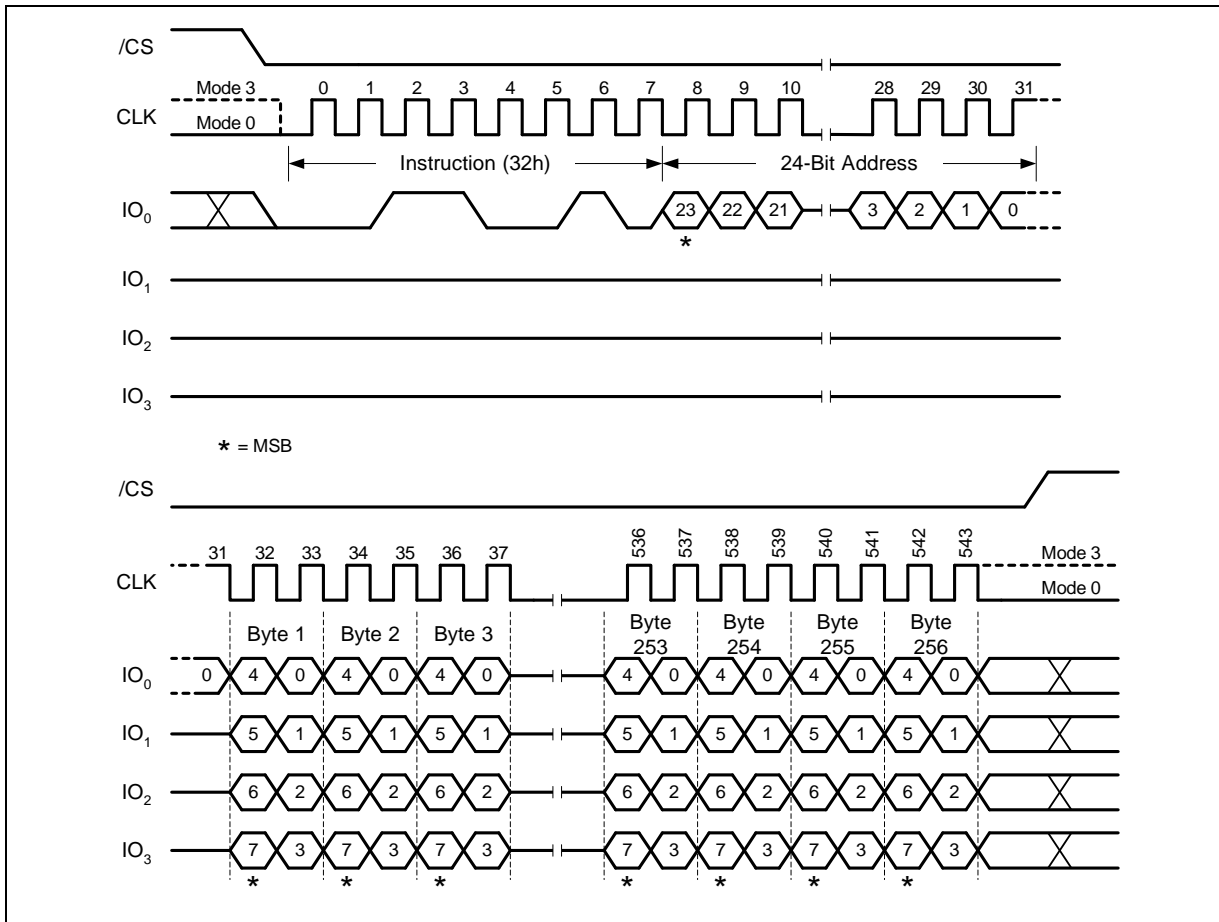 /CS
Mode 3 0 1 2 3 4 5 6 7 8 9 10 28 29 30 31
CLK
Mode 0
Instruction (32h) 24-Bit Address
IO0 23 22 21 3 2 1 0
*
IO1
IO2
IO3
* = MSB
/CS
31 32 33 34 35 36 37 536 537 538 539 540 541 542 543 Mode 3
CLK
Mode 0
Byte 1 Byte 2 Byte 3 Byte 253 Byte 254 Byte 255 Byte 256
IO0 0 4 0 4 0 4 0 4 0 4 0 4 0 4 0
IO1 5 1 5 1 5 1 5 1 5 1 5 1 5 1
IO2 6 2 6 2 6 2 6 2 6 2 6 2 6 2
IO3 7 3 7 3 7 3 7 3 7 3 7 3 7 3
* * * * * * *